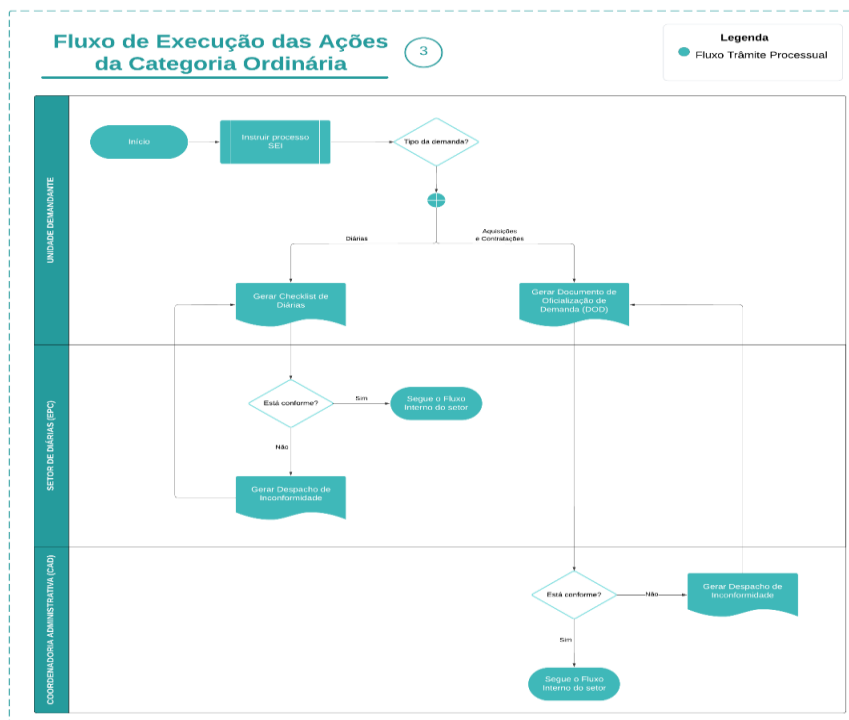 Fluxo de Execução das Ações
da Categoria Ordinária
3
Legenda
Fluxo Trâmite Processual
UNIDADE DEMANDANTE
Início
Instruir processo
SEI
Tipo da demanda?
Diárias
Aquisições
e Contratações
Gerar Checklist de
Diárias
Gerar Documento de
Oficialização de
Demanda (DOD)
SETOR DE DIÁRIAS (EPC)
Está conforme?
Sim
Segue o Fluxo
Interno do setor
Não
Gerar Despacho de
Inconformidade
COORDENADORIA ADMINISTRATIVA (CAD)
Está conforme?
Não
Gerar Despacho de
Inconformidade
Sim
Segue o Fluxo
Interno do setor